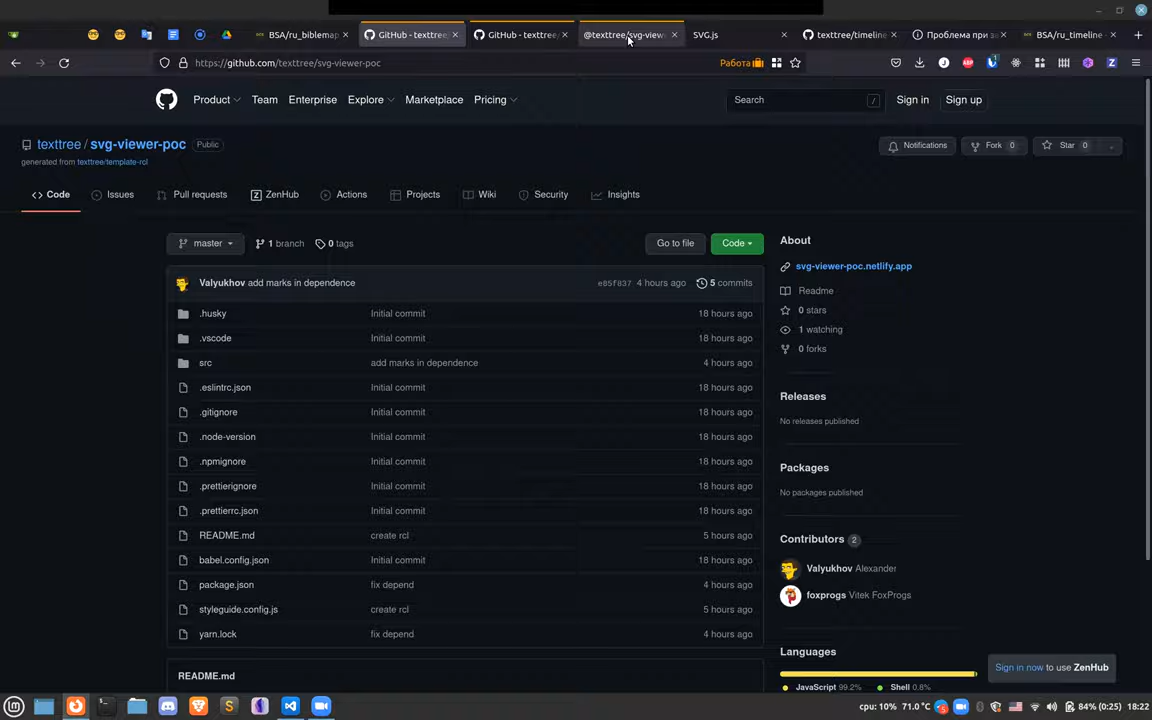 BSA/ru_biblemap
GitHub - texttree
GitHub - texttree/
@texttree/svg-view
SVG.js
texttree/timeline
Проблема при за
BSA/ru_timeline
https://github.com/texttree/svg-viewer-poc
Работа
Product
Team
Enterprise
Explore
Marketplace
Pricing
Search
/
Sign in
Sign up
texttree / svg-viewer-poc
Public
Notifications
Fork 0
Star 0
generated from texttree/template-rcl
Code
Issues
Pull requests
ZenHub
Actions
Projects
Wiki
Security
Insights
master
1 branch
0 tags
Go to file
Code
Valyukhov add marks in dependence
e85f837 4 hours ago
5 commits
.husky Initial commit 18 hours ago
.vscode Initial commit 18 hours ago
src add marks in dependence 4 hours ago
.eslintrc.json Initial commit 18 hours ago
.gitignore Initial commit 18 hours ago
.node-version Initial commit 18 hours ago
.npmignore Initial commit 18 hours ago
.prettierignore Initial commit 18 hours ago
.prettierrc.json Initial commit 18 hours ago
README.md create rcl 5 hours ago
babel.config.json Initial commit 18 hours ago
package.json fix depend 4 hours ago
styleguide.config.js create rcl 5 hours ago
yarn.lock fix depend 4 hours ago
README.md
About
svg-viewer-poc.netlify.app
Readme
0 stars
1 watching
0 forks
Releases
No releases published
Packages
No packages published
Contributors 2
Valyukhov Alexander
foxprogs Vitek FoxProgs
Languages
JavaScript 99.2%
Shell 0.8%
Sign in now to use ZenHub
cpu: 10% 71.0 °C
84% (0:25) 18:22